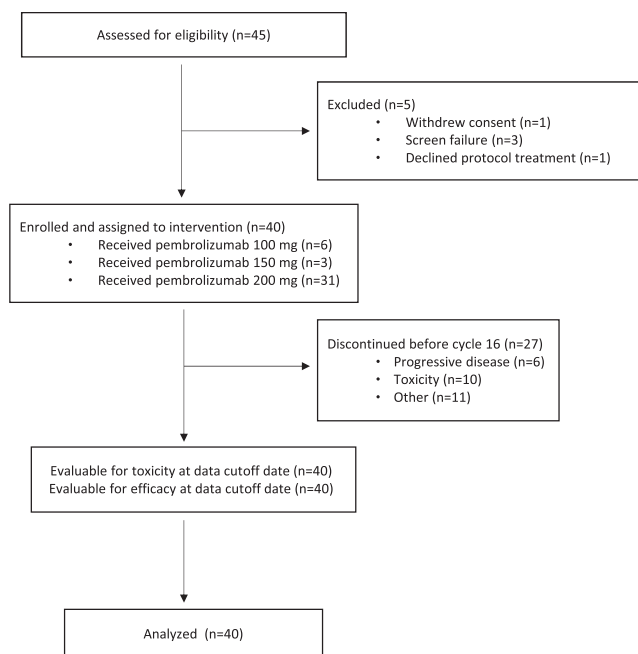 Assessed for eligibility (n=45)
Excluded (n=5)
• Withdrew consent (n=1)
• Screen failure (n=3)
• Declined protocol treatment (n=1)
Enrolled and assigned to intervention (n=40)
• Received pembrolizumab 100 mg (n=6)
• Received pembrolizumab 150 mg (n=3)
• Received pembrolizumab 200 mg (n=31)
Discontinued before cycle 16 (n=27)
• Progressive disease (n=6)
• Toxicity (n=10)
• Other (n=11)
Evaluable for toxicity at data cutoff date (n=40)
Evaluable for efficacy at data cutoff date (n=40)
Analyzed (n=40)